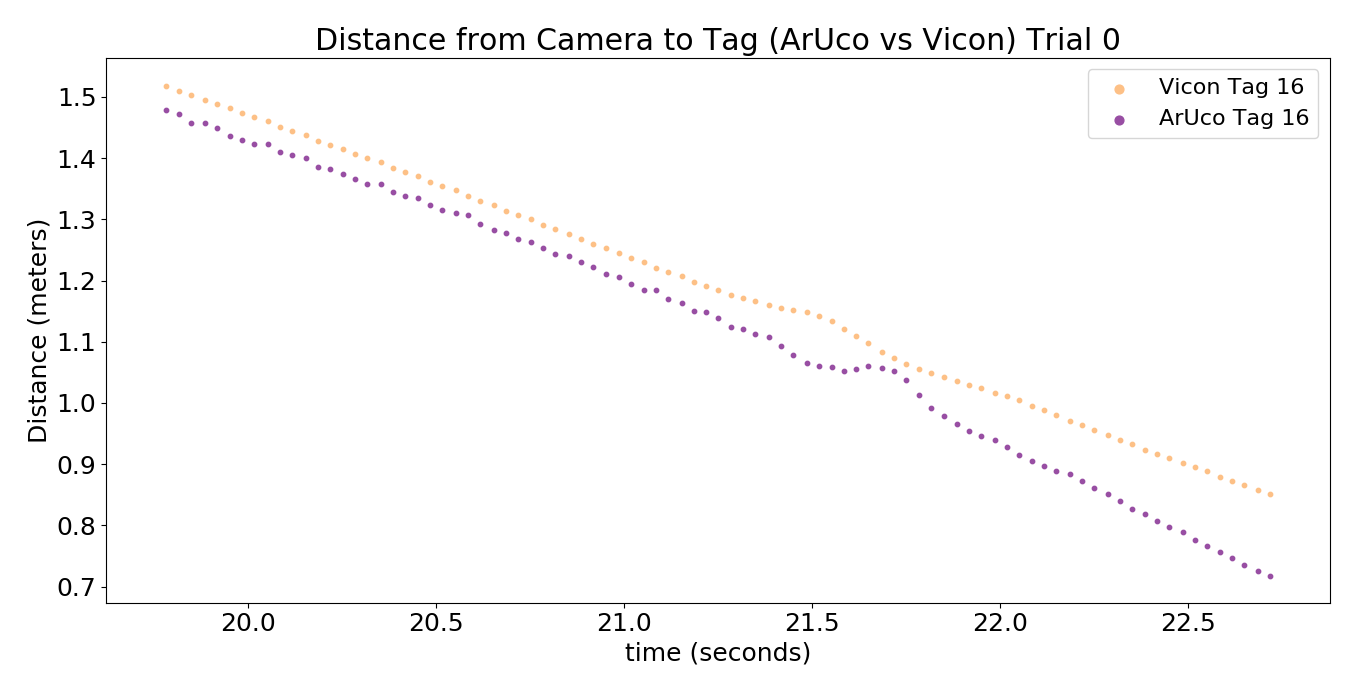 Distance from Camera to Tag (ArUco vs Vicon) Trial 0
Vicon Tag 16
ArUco Tag 16
Distance (meters)
1.5
1.4
1.3
1.2
1.1
1.0
0.9
0.8
0.7
20.0 20.5 21.0 21.5 22.0 22.5
time (seconds)